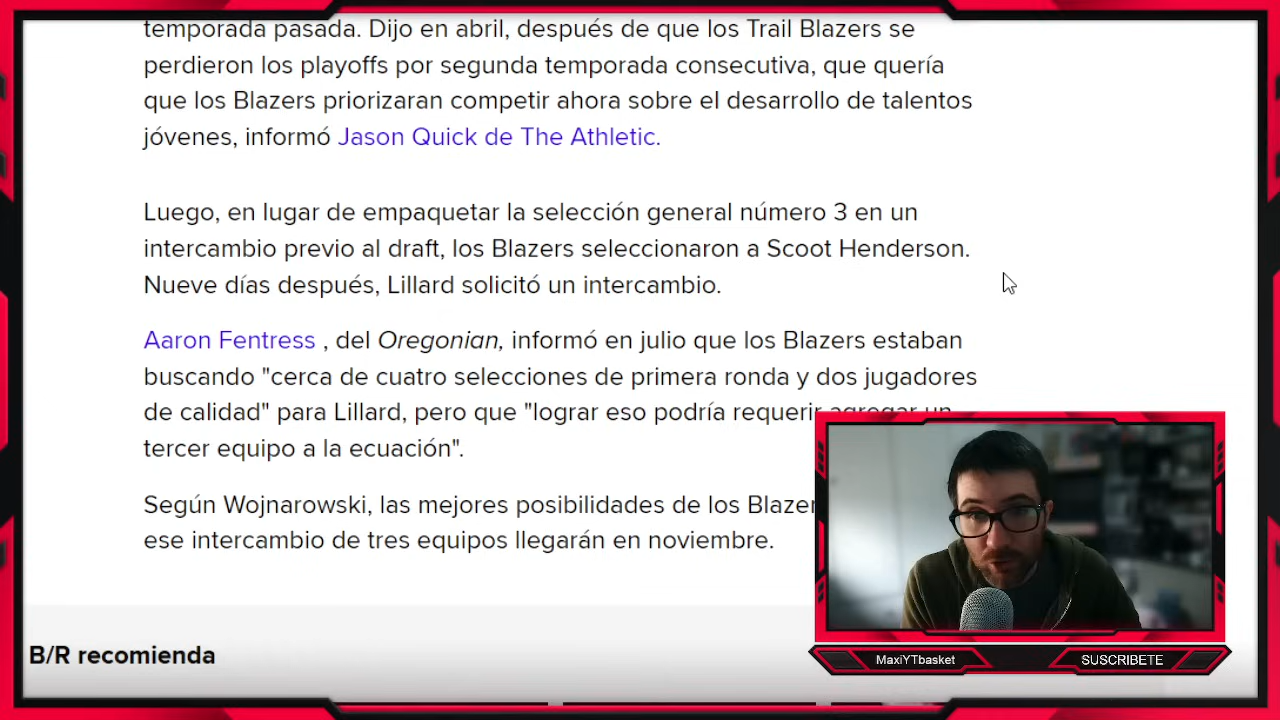 temporada pasada. Dijo en abril, después de que los Trail Blazers se
perdieron los playoffs por segunda temporada consecutiva, que quería
que los Blazers priorizaran competir ahora sobre el desarrollo de talentos
jóvenes, informó Jason Quick de The Athletic.
Luego, en lugar de empaquetar la selección general número 3 en un
intercambio previo al draft, los Blazers seleccionaron a Scoot Henderson.
Nueve días después, Lillard solicitó un intercambio.
Aaron Fentress , del Oregonian, informó en julio que los Blazers estaban
buscando "cerca de cuatro selecciones de primera ronda y dos jugadores
de calidad" para Lillard, pero que "lograr eso podría requerir agregar un
tercer equipo a la ecuación".
Según Wojnarowski, las mejores posibilidades de los
ese intercambio de tres equipos llegarán en noviembre.
B/R recomienda
MaxiYTbasket
SUSCRIBETE